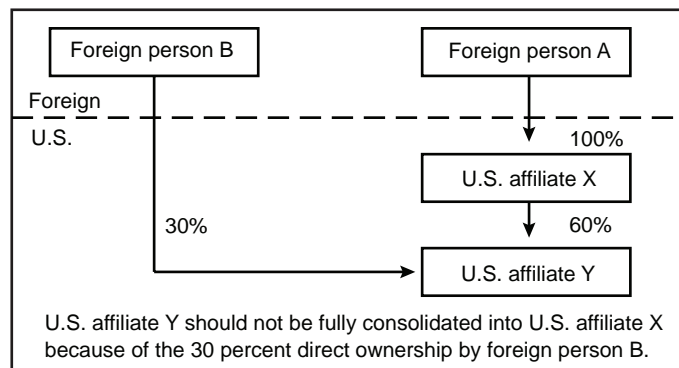 Foreign person B
Foreign person A
Foreign
U.S.
100%
U.S. affiliate X
30%
60%
U.S. affiliate Y
U.S. affiliate Y should not be fully consolidated into U.S. affiliate X
because of the 30 percent direct ownership by foreign person B.